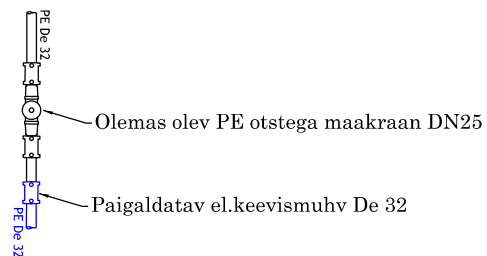 PE De 32
Olemas olev PE otstega maakraan DN25
Paigaldatav el.keevismuhv De 32
PE De 32